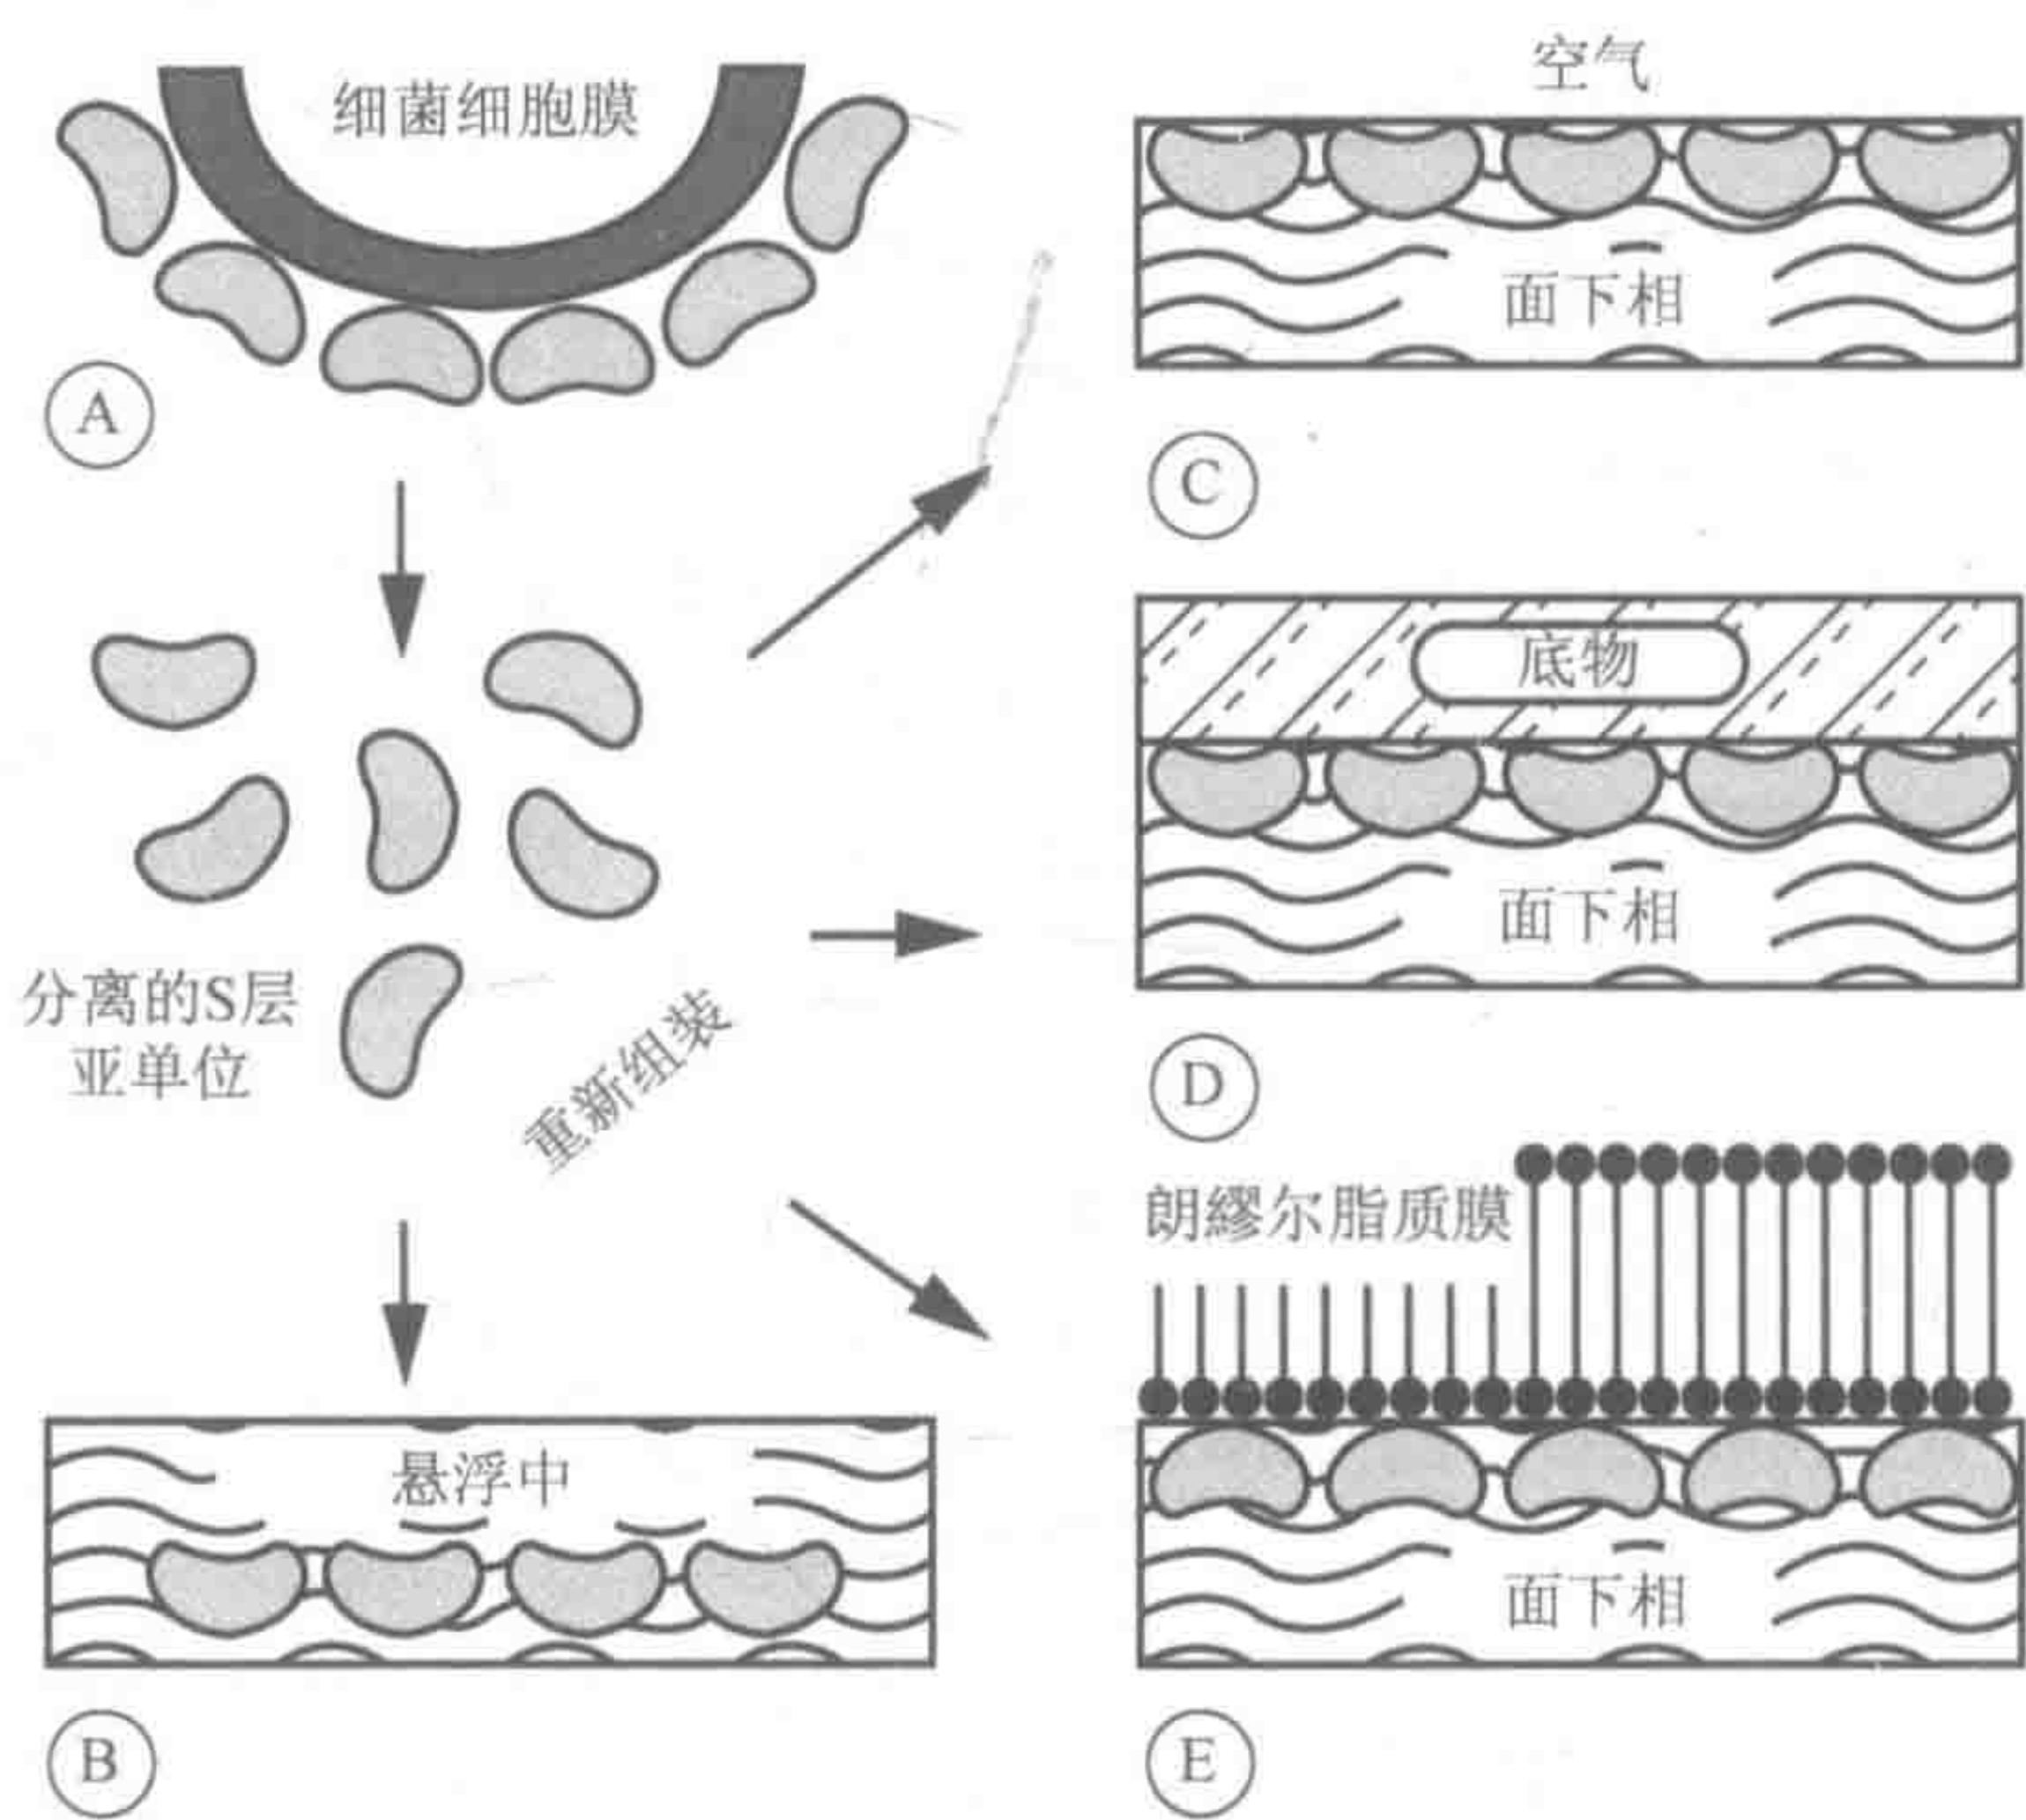 细菌细胞膜
A
分离的S层
亚单位
重新组装
悬浮中
B
空气
面下相
C
底物
面下相
D
朗缪尔脂质膜
面下相
E